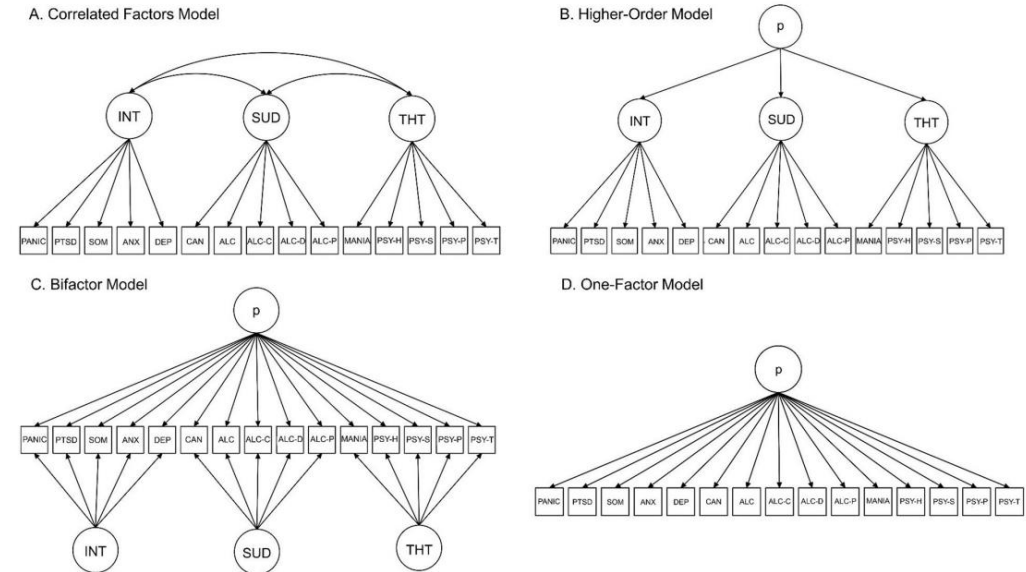 A. Correlated Factors Model
INT SUD THT
PANIC PTSD SOM ANX DEP CAN ALC ALC-C ALC-D ALC-P MANIA PSY-H PSY-S PSY-P PSY-T
B. Higher-Order Model
p
INT SUD THT
PANIC PTSD SOM ANX DEP CAN ALC ALC-C ALC-D ALC-P MANIA PSY-H PSY-S PSY-P PSY-T
C. Bifactor Model
p
PANIC PTSD SOM ANX DEP CAN ALC ALC-C ALC-D ALC-P MANIA PSY-H PSY-S PSY-P PSY-T
INT SUD THT
D. One-Factor Model
p
PANIC PTSD SOM ANX DEP CAN ALC ALC-C ALC-D ALC-P MANIA PSY-H PSY-S PSY-P PSY-T